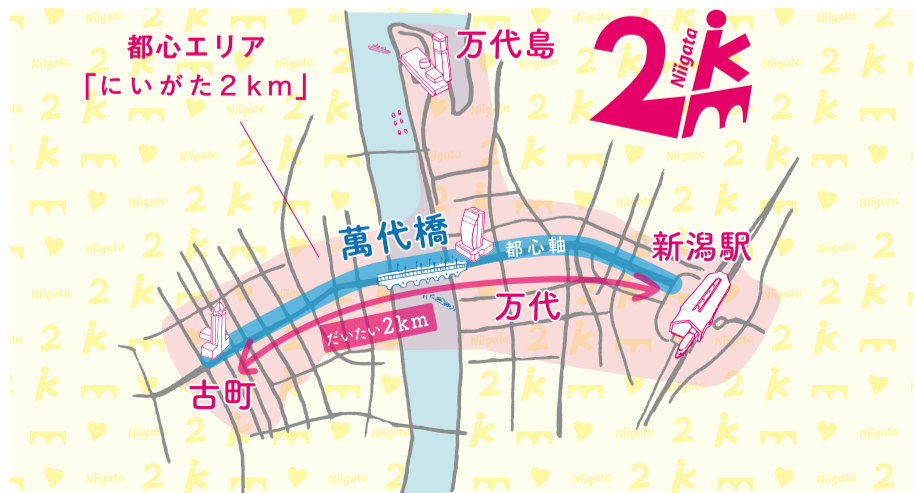 都心エリア
「にいがた2km」
万代島
Niigata
2km
萬代橋
都心軸
新潟駅
万代
だいたい2km
古町